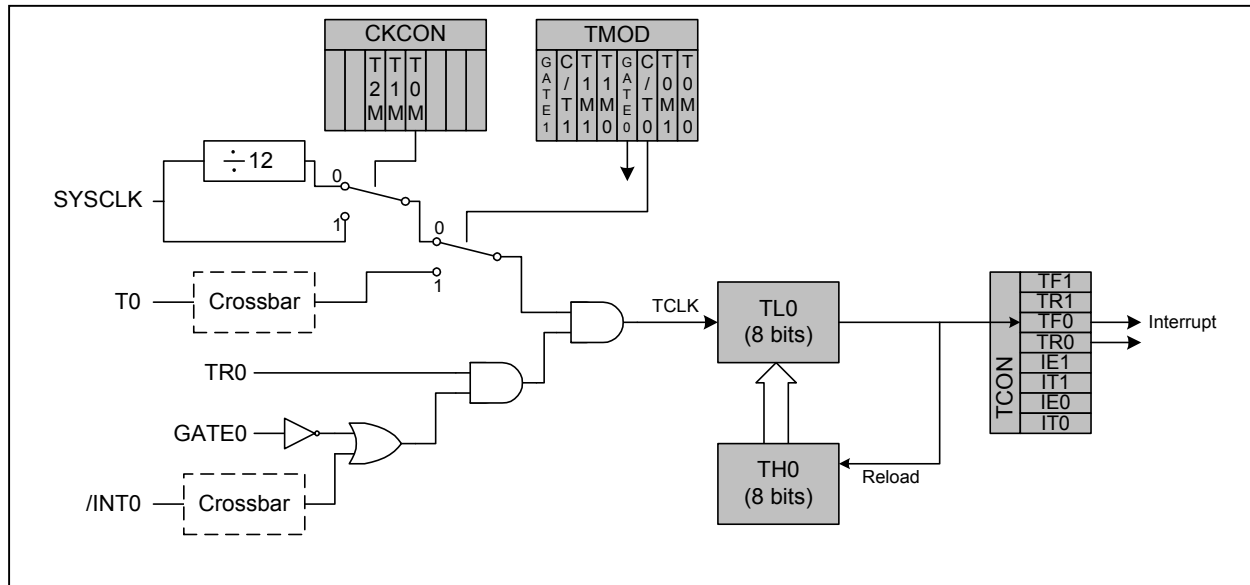 CKCON
T2M
T1M
T0M
TMOD
GATE1
C/T1
T1M1
T1M0
GATE0
C/T0
T0M1
T0M0
÷ 12
SYSCLK
0
1
0
1
T0
Crossbar
TCLK
TL0
(8 bits)
TCON
TF1
TR1
TF0
TR0
IE1
IT1
IE0
IT0
Interrupt
TR0
GATE0
/INT0
Crossbar
TH0
(8 bits)
Reload